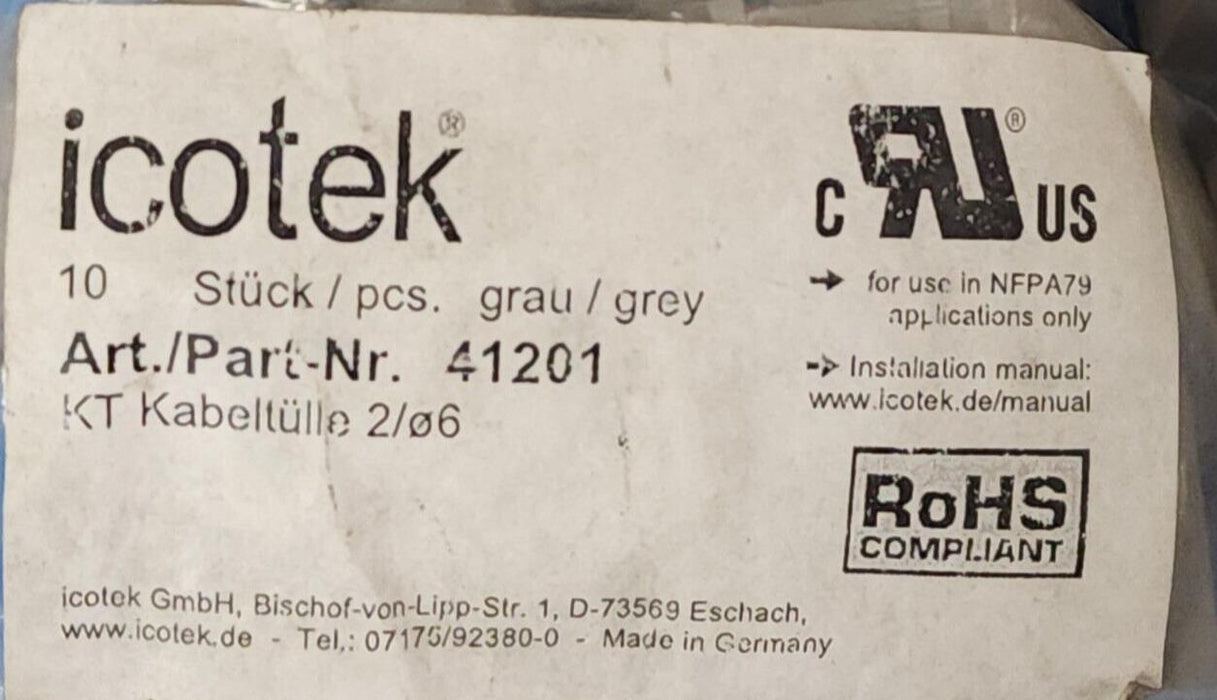 icotek®
10 Stück / pcs. grau / grey
Art./Part-Nr. 41201
KT Kabeltülle 2/ø6
C RU® US
→ for use in NFPA79
applications only
-> Installation manual:
www.icotek.de/manual
RoHS
COMPLIANT
icotek GmbH, Bischof-von-Lipp-Str. 1, D-73569 Eschach,
www.icotek.de - Tel.: 07175/92380-0 - Made in Germany